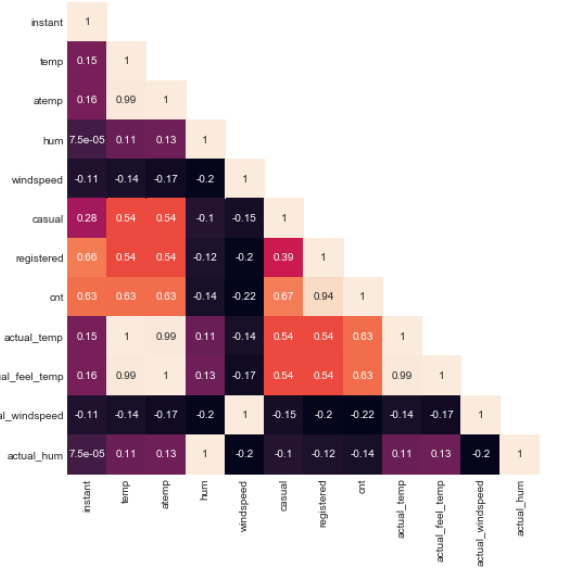 instant 1
temp 0.15 1
atemp 0.16 0.99 1
hum 7.5e-05 0.11 0.13 1
windspeed -0.11 -0.14 -0.17 -0.2 1
casual 0.28 0.54 0.54 -0.1 -0.15 1
registered 0.66 0.54 0.54 -0.12 -0.2 0.39 1
cnt 0.63 0.63 0.63 -0.14 -0.22 0.67 0.94 1
actual_temp 0.15 1 0.99 0.11 -0.14 0.54 0.54 0.63 1
al_feel_temp 0.16 0.99 1 0.13 -0.17 0.54 0.54 0.63 0.99 1
al_windspeed -0.11 -0.14 -0.17 -0.2 1 -0.15 -0.2 -0.22 -0.14 -0.17 1
actual_hum 7.5e-05 0.11 0.13 1 -0.2 -0.1 -0.12 -0.14 0.11 0.13 -0.2 1
instant temp atemp hum windspeed casual registered cnt actual_temp actual_feel_temp actual_windspeed actual_hum